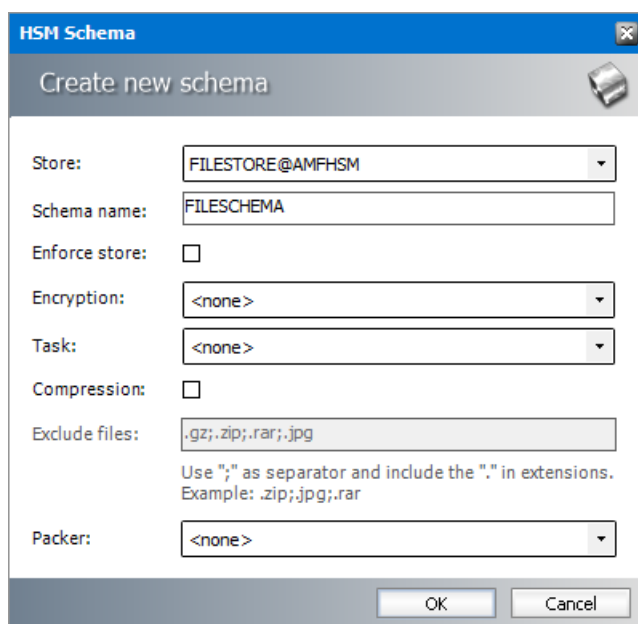 HSM Schema
Create new schema
Store: FILESTORE@AMFHSM
Schema name: FILESCHEMA
Enforce store:
Encryption: <none>
Task: <none>
Compression:
Exclude files: .gz;.zip;.rar;.jpg
Use ";" as separator and include the "." in extensions.
Example: .zip;.jpg;.rar
Packer: <none>
OK Cancel